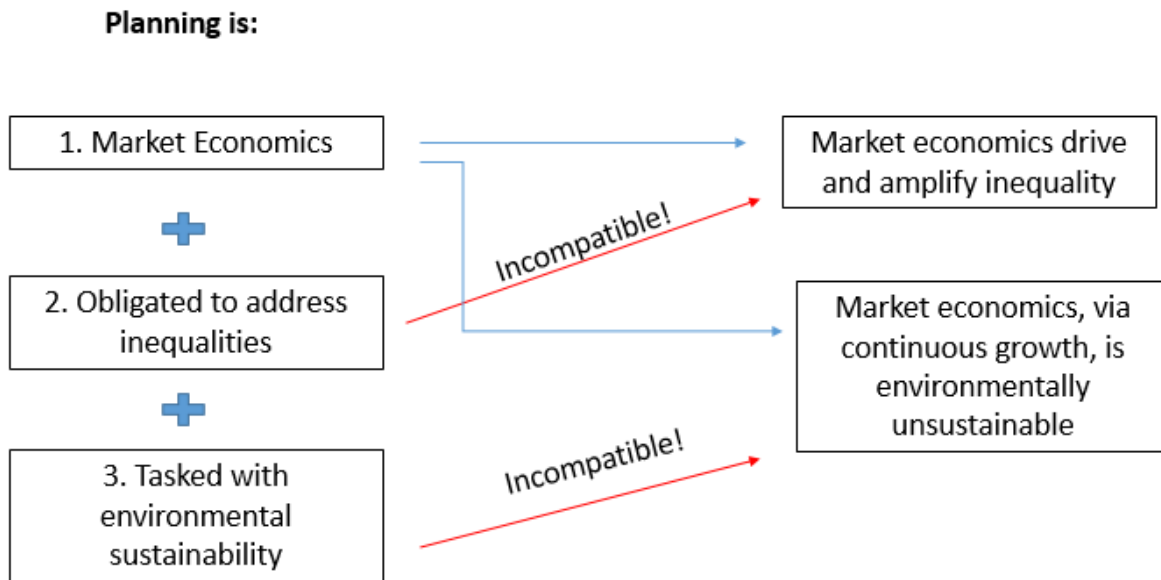 Planning is:
1. Market Economics
Market economics drive
and amplify inequality
Incompatible!
2. Obligated to address
inequalities
Market economics, via
continuous growth, is
environmentally
unsustainable
Incompatible!
3. Tasked with
environmental
sustainability